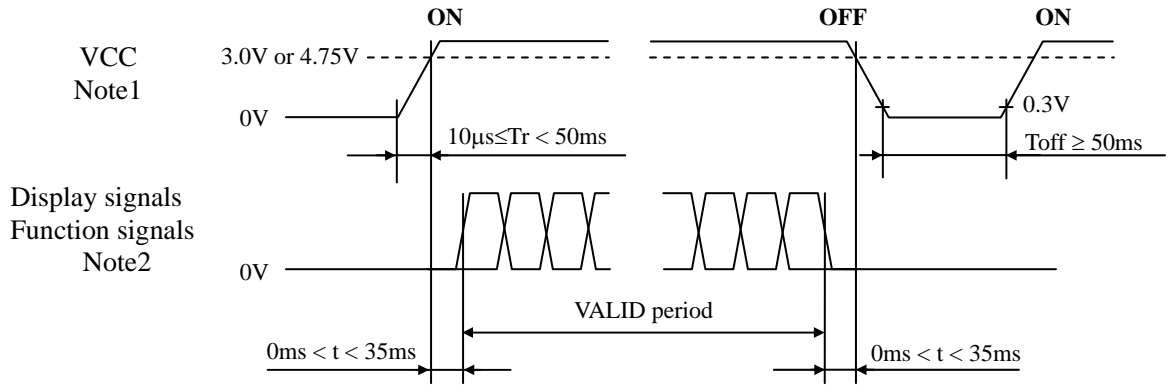 ON OFF ON
VCC
Note1
3.0V or 4.75V
0V
0.3V
10μs≤Tr < 50ms
Toff ≥ 50ms
Display signals
Function signals
Note2
0V
VALID period
0ms < t < 35ms
0ms < t < 35ms